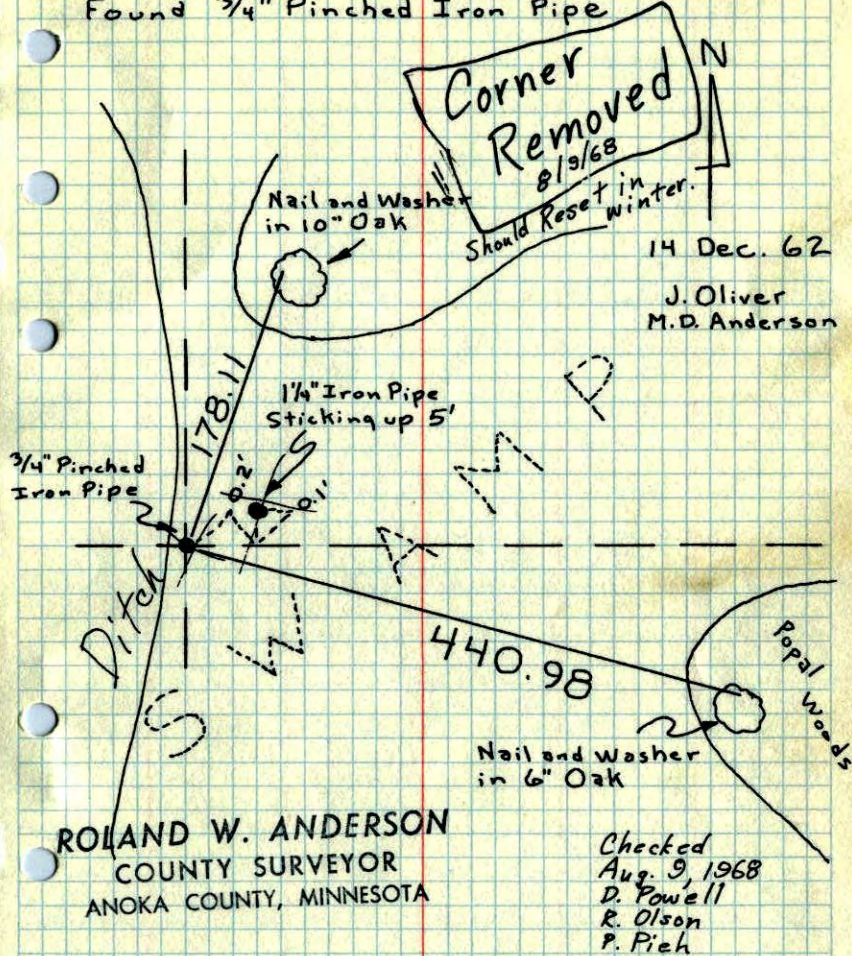 Found 3/4" Pinched Iron Pipe
Corner
Removed
8/9/68
Should Reset in
winter.
N
14 Dec. 62
J. Oliver
M.D. Anderson
Nail and Washer
in 10" Oak
178.11
1¼" Iron Pipe
Sticking up 5'
0.2'
0.1'
3/4" Pinched
Iron Pipe
Ditch
SWAMP
440.98
Popal Woods
Nail and Washer
in 6" Oak
ROLAND W. ANDERSON
COUNTY SURVEYOR
ANOKA COUNTY, MINNESOTA
Checked
Aug. 9, 1968
D. Powell
R. Olson
P. Pieh